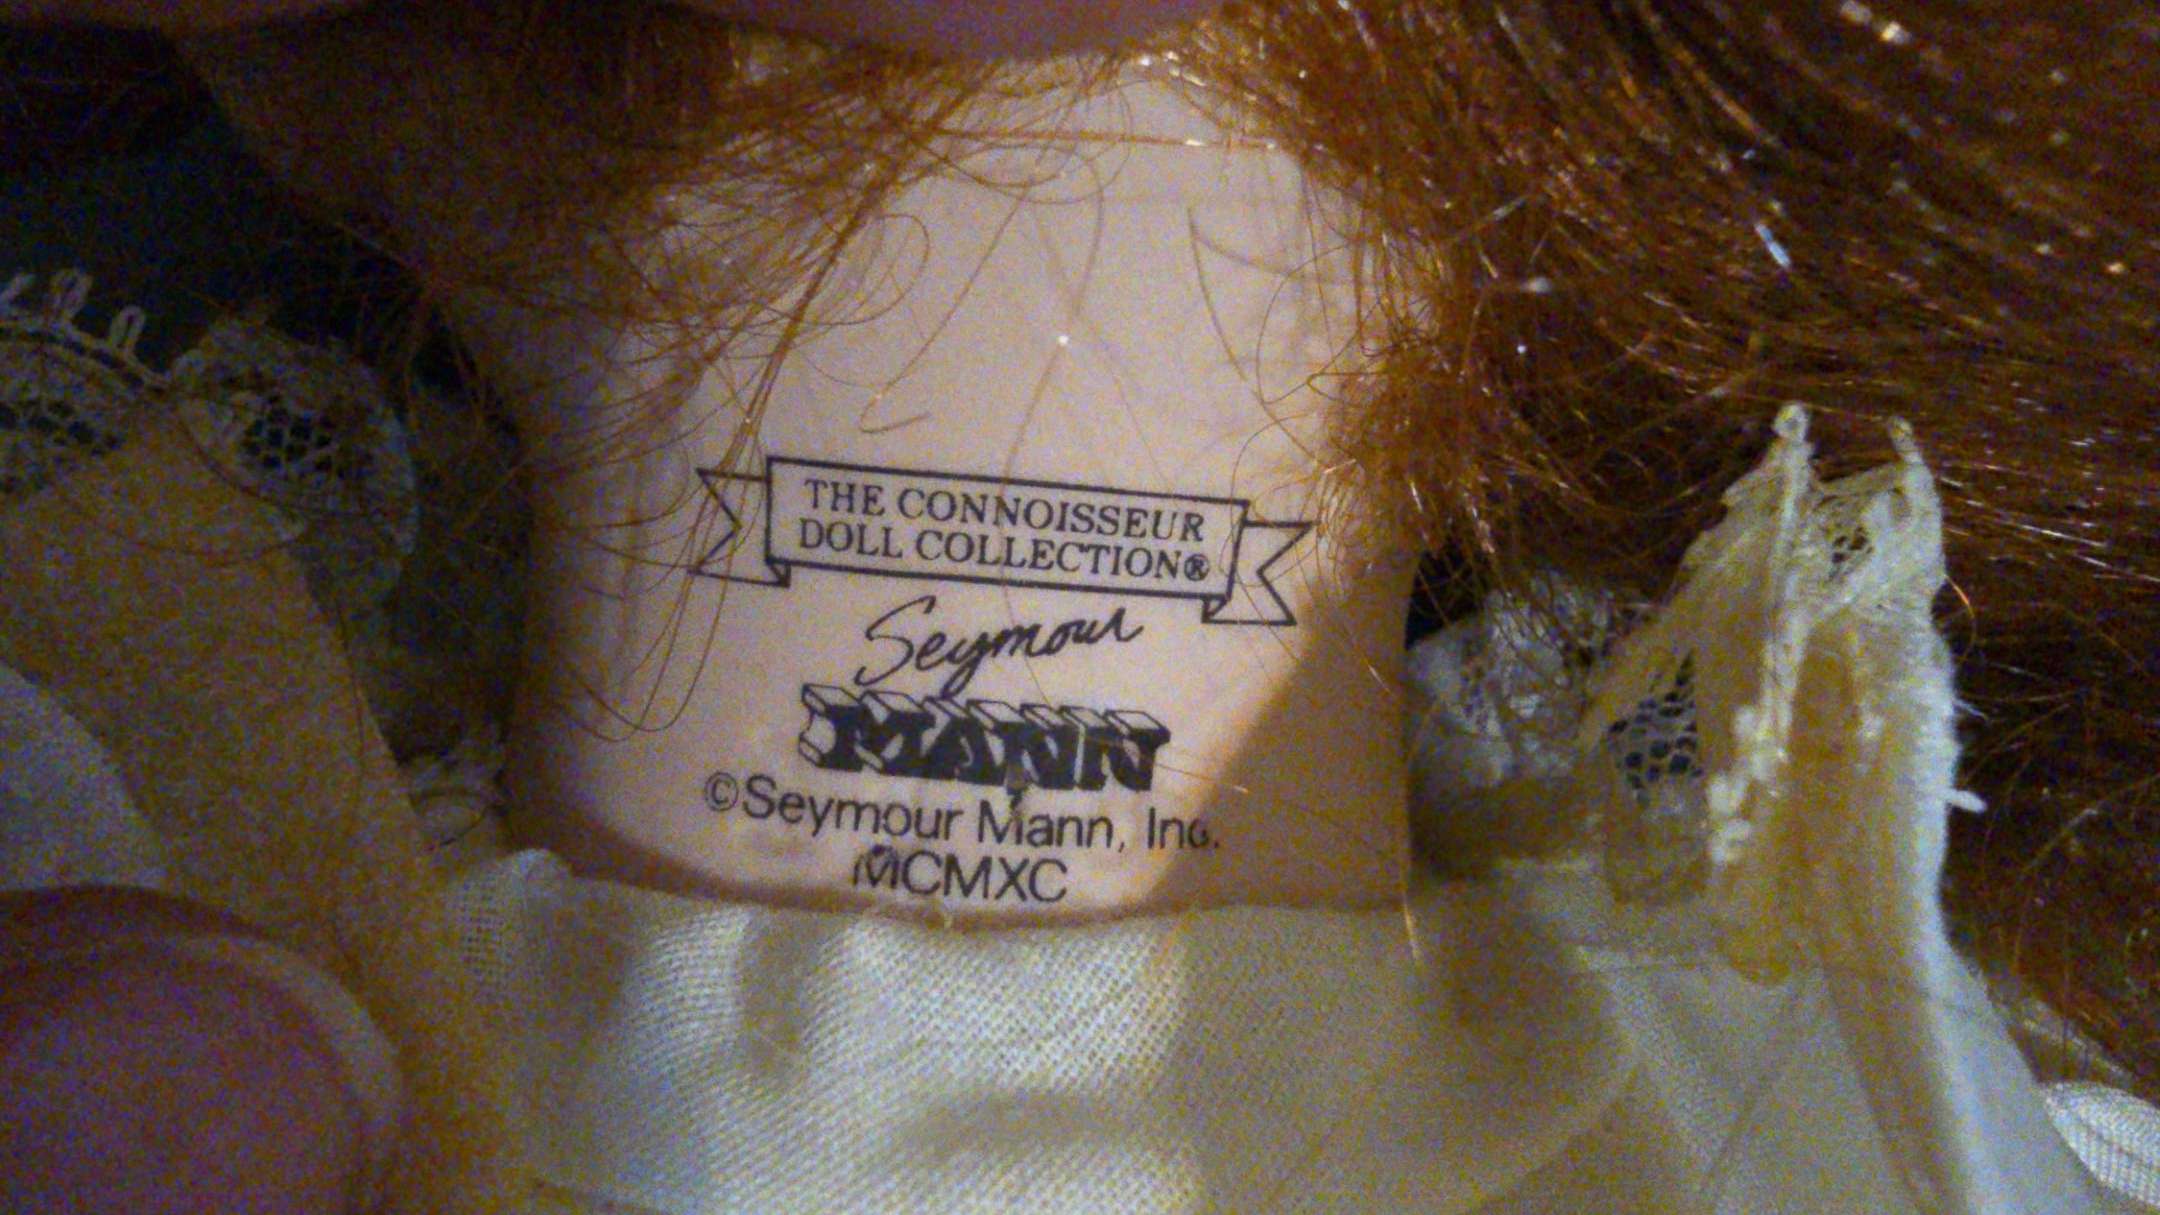 THE CONNOISSEUR
DOLL COLLECTION®
Seymour
MANN
©Seymour Mann, Inc.
MCMXC